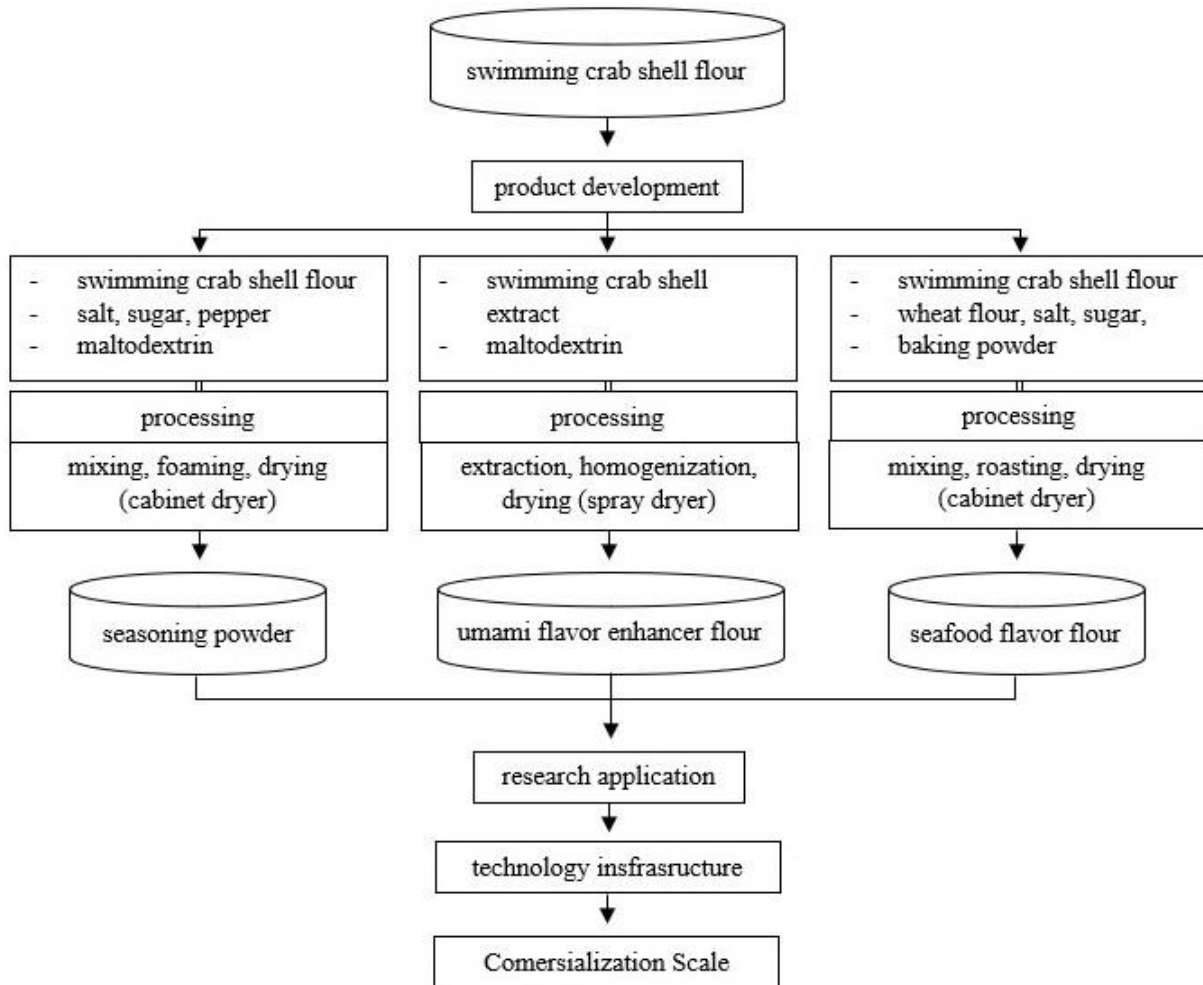 swimming crab shell flour
product development
- swimming crab shell flour
- salt, sugar, pepper
- maltodextrin
- swimming crab shell
extract
- maltodextrin
- swimming crab shell flour
- wheat flour, salt, sugar,
- baking powder
processing
mixing, foaming, drying
(cabinet dryer)
processing
extraction, homogenization,
drying (spray dryer)
processing
mixing, roasting, drying
(cabinet dryer)
seasoning powder
umami flavor enhancer flour
seafood flavor flour
research application
technology insfrasructure
Comersialization Scale